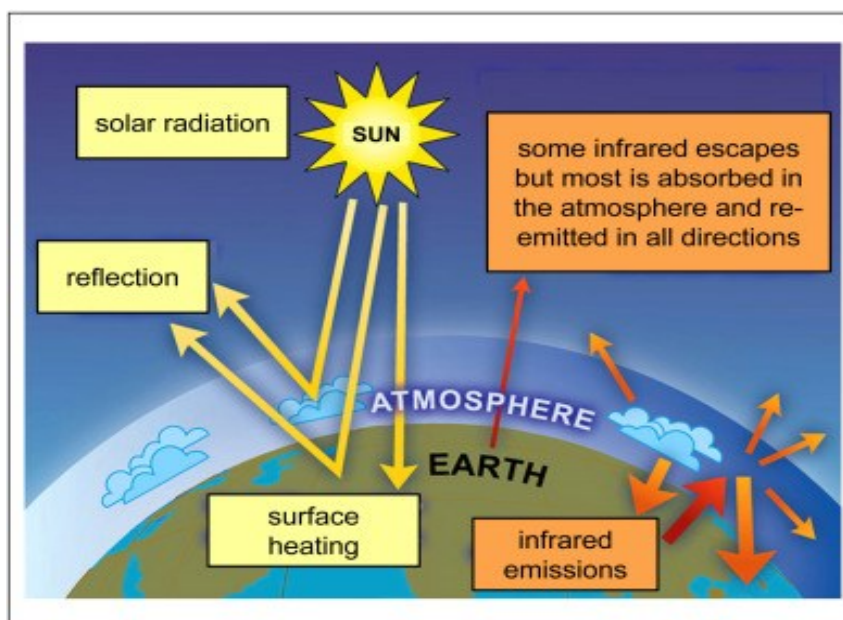 solar radiation
SUN
some infrared escapes
but most is absorbed in
the atmosphere and re-
emitted in all directions
reflection
ATMOSPHERE
EARTH
surface
heating
infrared
emissions